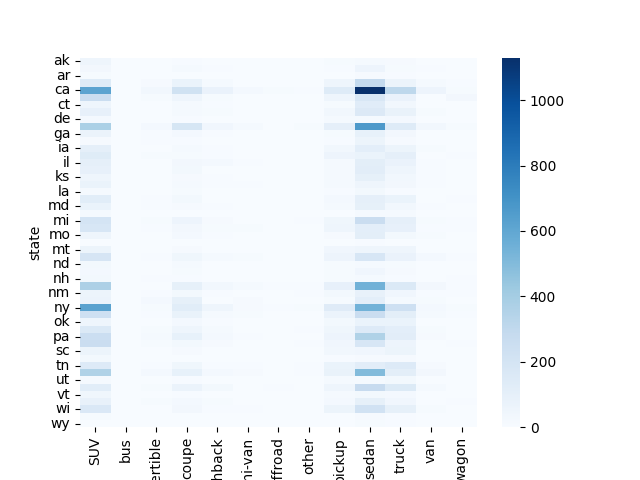 state
ak
ar
ca
ct
de
ga
ia
il
ks
la
md
mi
mo
mt
nd
nh
nm
ny
ok
pa
sc
tn
ut
vt
wi
wy
SUV
bus
ertible
coupe
hback
ni-van
ffroad
other
pickup
sedan
truck
van
wagon
1000
800
600
400
200
0